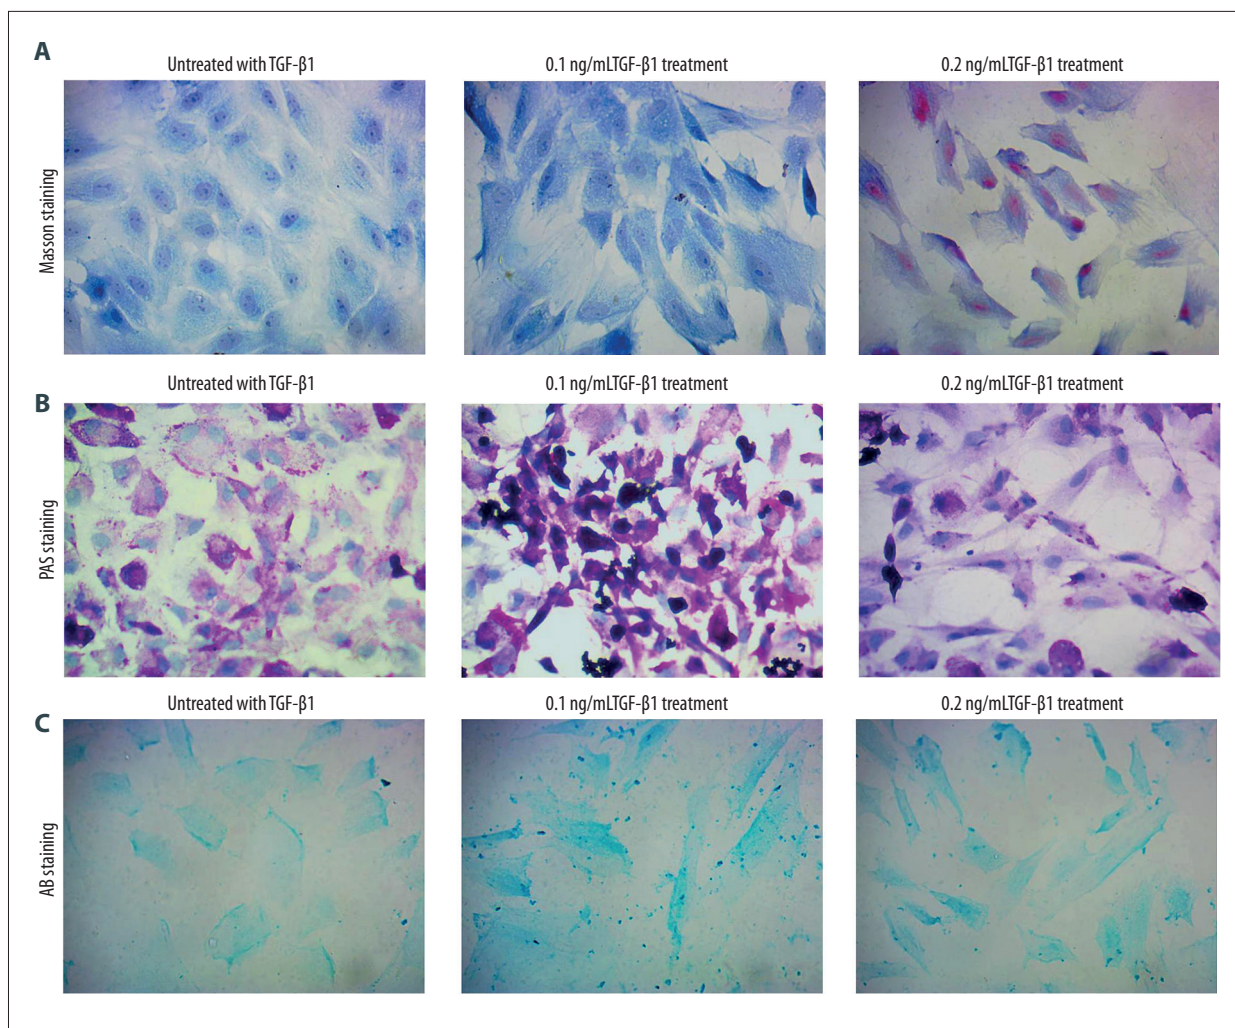 A
Untreated with TGF-β1
0.1 ng/mLTGF-β1 treatment
0.2 ng/mLTGF-β1 treatment
Masson staining
B
Untreated with TGF-β1
0.1 ng/mLTGF-β1 treatment
0.2 ng/mLTGF-β1 treatment
PAS staining
C
Untreated with TGF-β1
0.1 ng/mLTGF-β1 treatment
0.2 ng/mLTGF-β1 treatment
AB staining